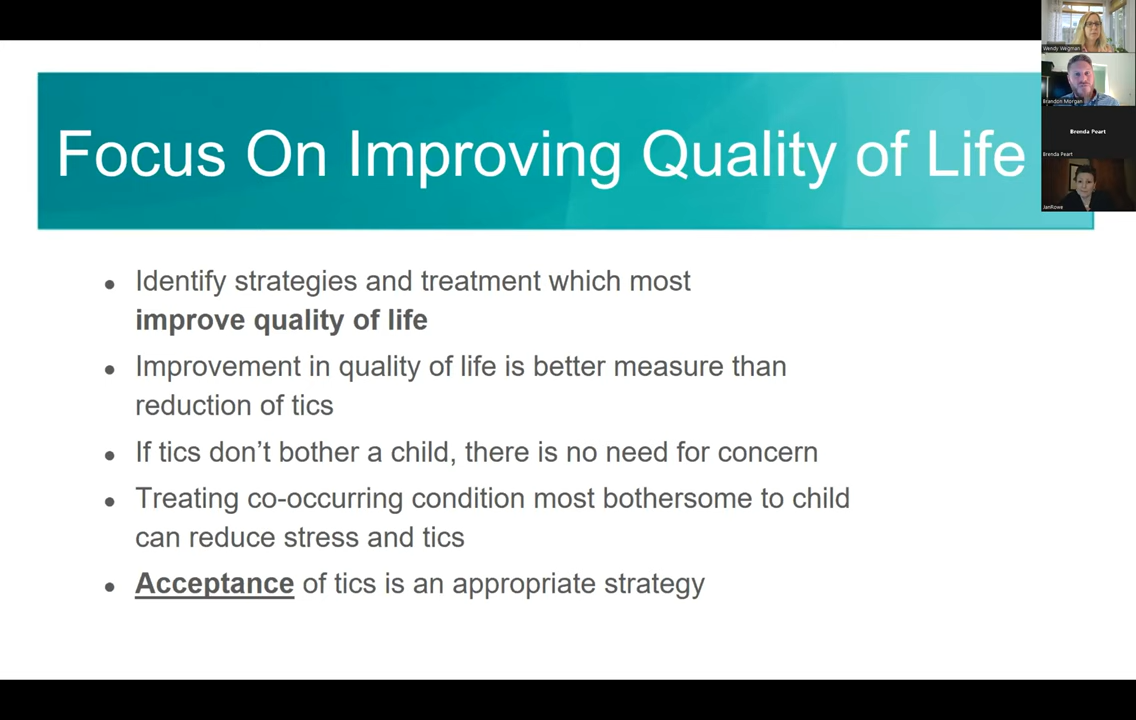 Focus On Improving Quality of Life
Wendy Wegman
Brandon Morgan
Brenda Peart
Brenda Peart
JanRowe
● Identify strategies and treatment which most
improve quality of life
● Improvement in quality of life is better measure than
reduction of tics
● If tics don’t bother a child, there is no need for concern
● Treating co-occurring condition most bothersome to child
can reduce stress and tics
● Acceptance of tics is an appropriate strategy